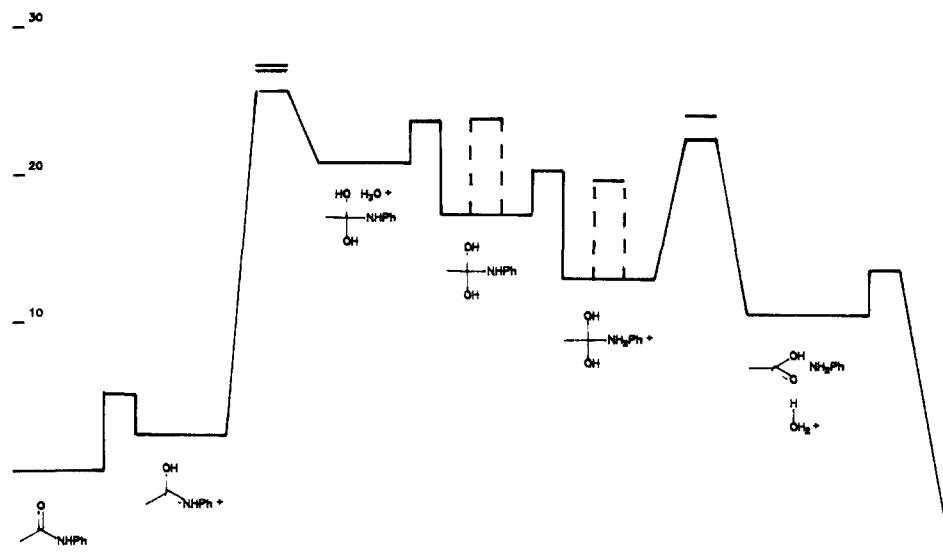 30
20
10
O
NHPh
OH
NHPh +
HO H₃O +
NHPh
OH
OH
NHPh
OH
OH
NH₂Ph +
OH
OH NH₂Ph
O
H
OH₂ +